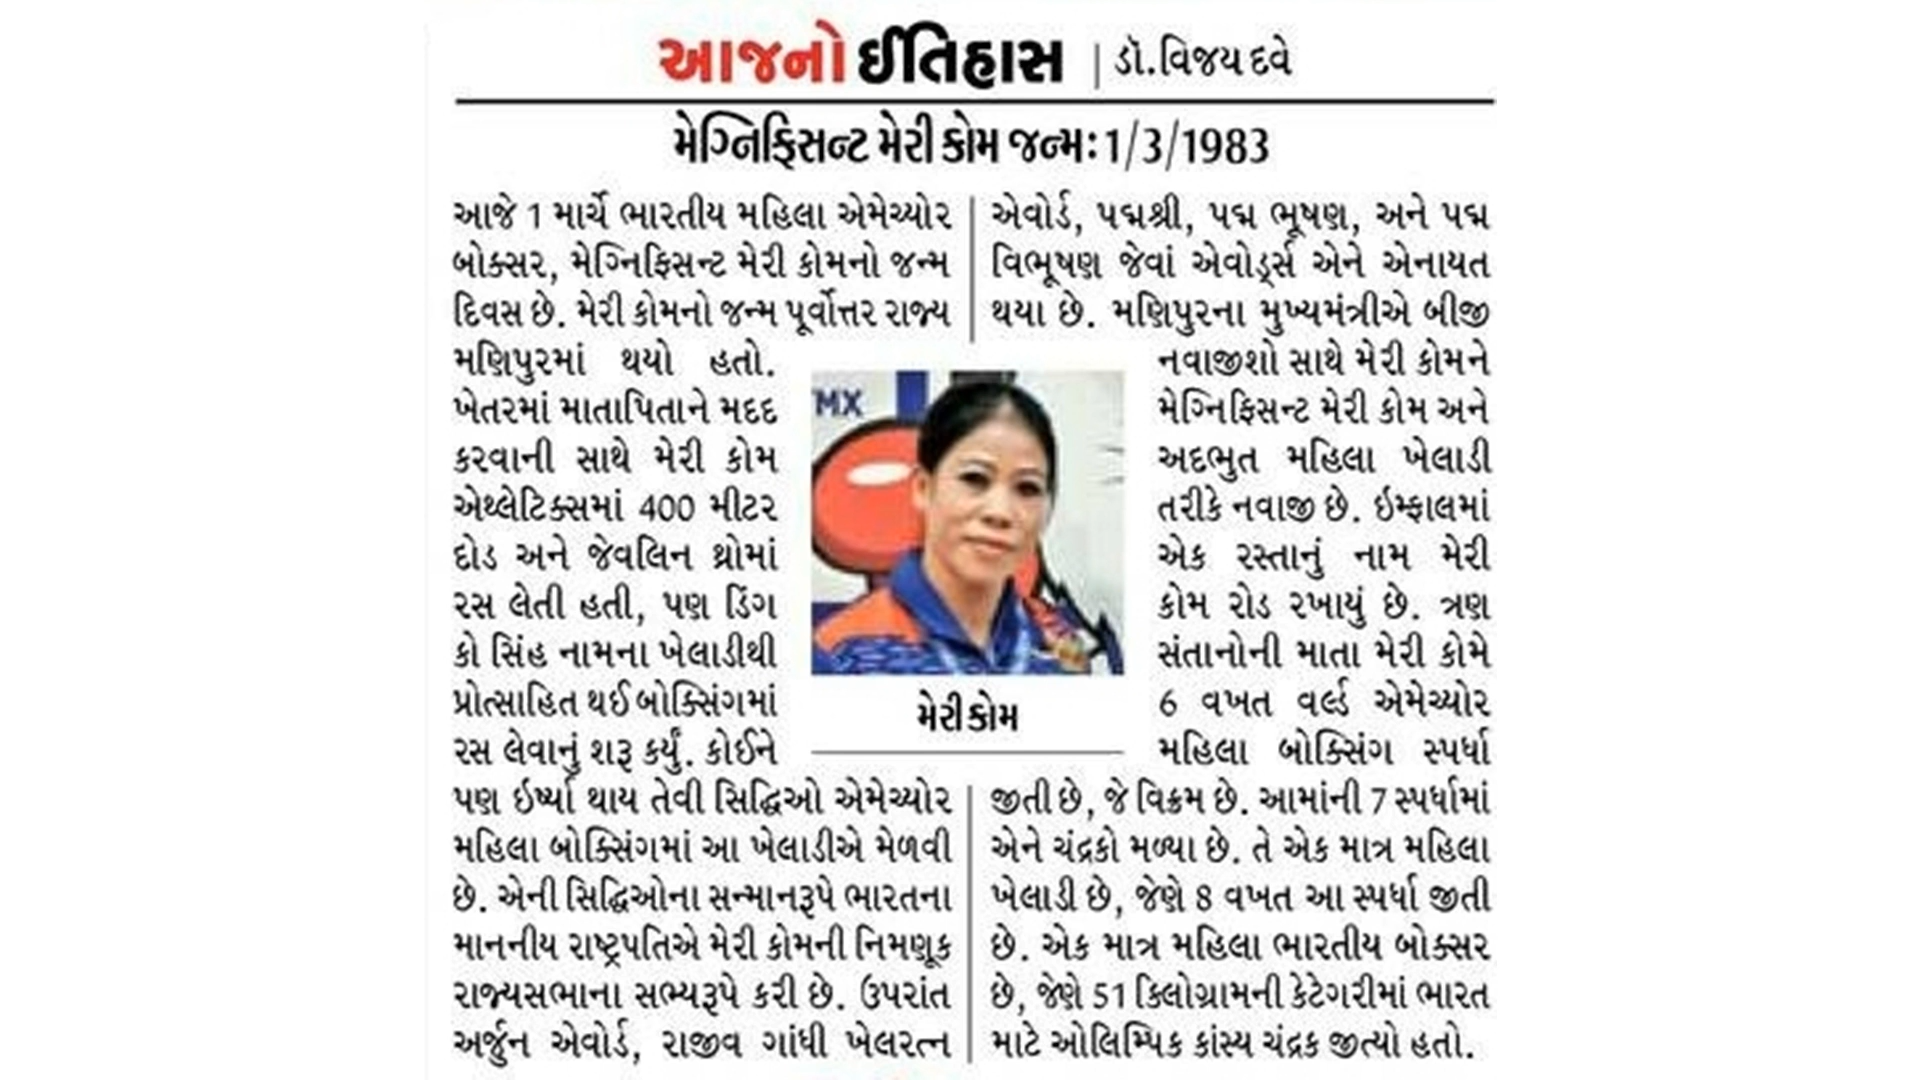 આજનો ઈતિહાસ | ડૉ.વિજય દવે
મેગ્નિફિસન્ટ મેરી કોમ જન્મઃ 1/3/1983
આજે 1 માર્ચે ભારતીય મહિલા એમેચ્યોર
બોક્સર, મેગ્નિફિસન્ટ મેરી કોમનો જન્મ
દિવસ છે. મેરી કોમનો જન્મ પૂર્વોત્તર રાજ્ય
મણિપુરમાં થયો હતો.
ખેતરમાં માતાપિતાને મદદ
કરવાની સાથે મેરી કોમ
એથ્લેટિક્સમાં 400 મીટર
દોડ અને જેવલિન થ્રોમાં
રસ લેતી હતી, પણ ડિંગ
કો સિંહ નામના ખેલાડીથી
પ્રોત્સાહિત થઈ બોક્સિંગમાં
રસ લેવાનું શરૂ કર્યું. કોઈને
પણ ઇર્ષ્યા થાય તેવી સિદ્ધિઓ એમેચ્યોર
મહિલા બોક્સિંગમાં આ ખેલાડીએ મેળવી
છે. એની સિદ્ધિઓના સન્માનરૂપે ભારતના
માનનીય રાષ્ટ્રપતિએ મેરી કોમની નિમણૂક
રાજ્યસભાના સભ્યરૂપે કરી છે. ઉપરાંત
અર્જુન એવોર્ડ, રાજીવ ગાંધી ખેલરત્ન
એવોર્ડ, પદ્મશ્રી, પદ્મ ભૂષણ, અને પદ્મ
વિભૂષણ જેવાં એવોર્ડ્સ એને એનાયત
થયા છે. મણિપુરના મુખ્યમંત્રીએ બીજી
નવાજીશો સાથે મેરી કોમને
મેગ્નિફિસન્ટ મેરી કોમ અને
અદભુત મહિલા ખેલાડી
તરીકે નવાજી છે. ઇમ્ફાલમાં
એક રસ્તાનું નામ મેરી
કોમ રોડ રખાયું છે. ત્રણ
સંતાનોની માતા મેરી કોમે
6 વખત વર્લ્ડ એમેચ્યોર
મહિલા બોક્સિંગ સ્પર્ધા
જીતી છે, જે વિક્રમ છે. આમાંની 7 સ્પર્ધામાં
એને ચંદ્રકો મળ્યા છે. તે એક માત્ર મહિલા
ખેલાડી છે, જેણે 8 વખત આ સ્પર્ધા જીતી
છે. એક માત્ર મહિલા ભારતીય બોક્સર
છે, જેણે 51 કિલોગ્રામની કેટેગરીમાં ભારત
માટે ઓલિમ્પિક કાંસ્ય ચંદ્રક જીત્યો હતો.
TMX
મેરી કોમ